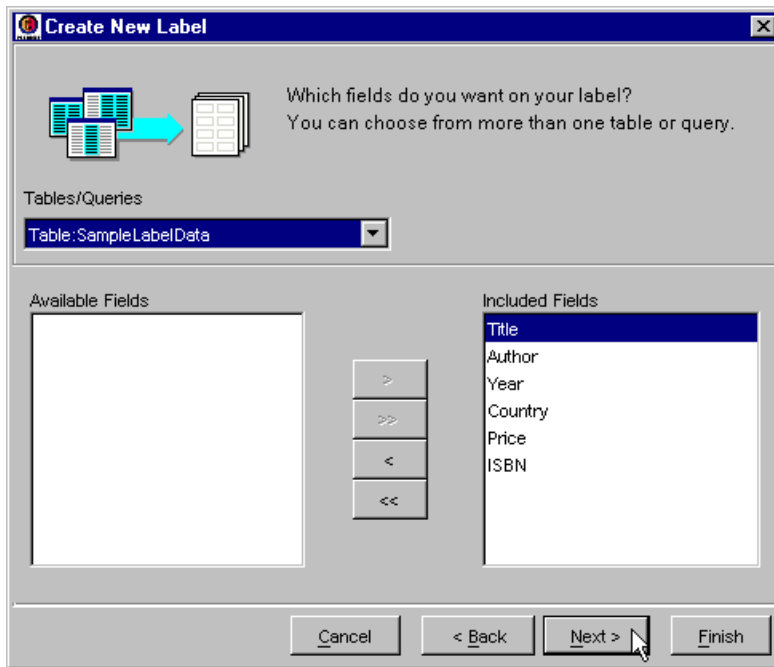 Create New Label
Which fields do you want on your label?
You can choose from more than one table or query.
Tables/Queries
Table:SampleLabelData
Available Fields
Included Fields
Title
Author
Year
Country
Price
ISBN
>
>>
<
<<
Cancel
< Back
Next >
Finish